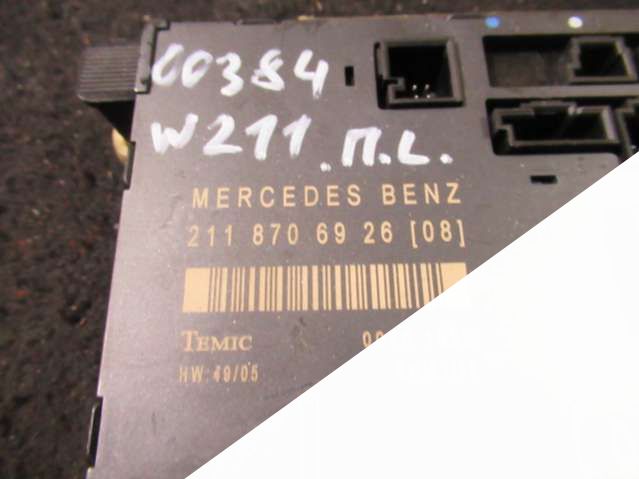 00384
W211 .П.L.
MERCEDES BENZ
211 870 69 26 [08]
TEMIC
HW:49/05